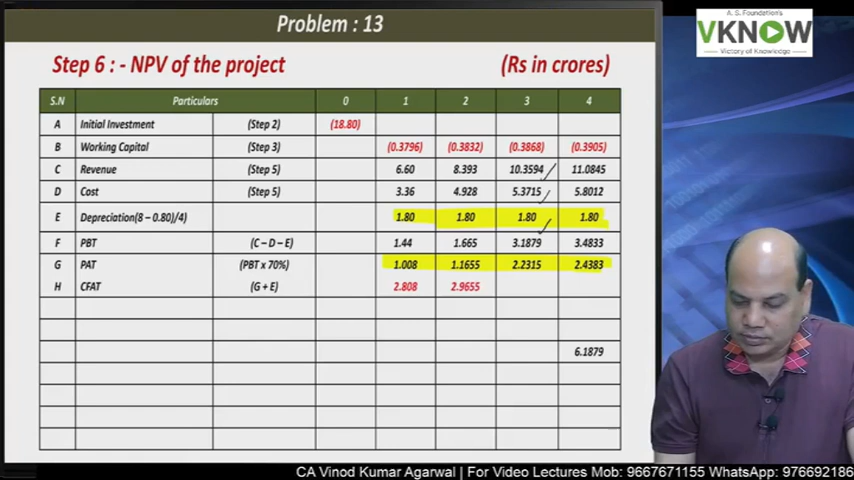 Problem : 13
A. S. Foundation's
VKNOW
Victory of Knowledge
Step 6 : - NPV of the project (Rs in crores)
S.N Particulars 0 1 2 3 4
A Initial Investment (Step 2) (18.80)
B Working Capital (Step 3) (0.3796) (0.3832) (0.3868) (0.3905)
C Revenue (Step 5) 6.60 8.393 10.3594 11.0845
D Cost (Step 5) 3.36 4.928 5.3715 5.8012
E Depreciation(8 – 0.80)/4) 1.80 1.80 1.80 1.80
F PBT (C – D – E) 1.44 1.665 3.1879 3.4833
G PAT (PBT x 70%) 1.008 1.1655 2.2315 2.4383
H CFAT (G + E) 2.808 2.9655
6.1879
CA Vinod Kumar Agarwal | For Video Lectures Mob: 9667671155 WhatsApp: 976692186